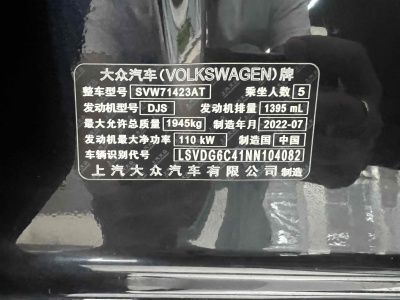 大众汽车(VOLKSWAGEN)牌
整车型号 SVW71423AT 乘坐人数 5
发动机型号 DJS 发动机排量 1395 mL
最大允许总质量 1945kg 制造年月 2022-07
发动机最大净功率 110 kW 制造国 中国
车辆识别代号 LSVDG6C41NN104082
上汽大众汽车有限公司 制造